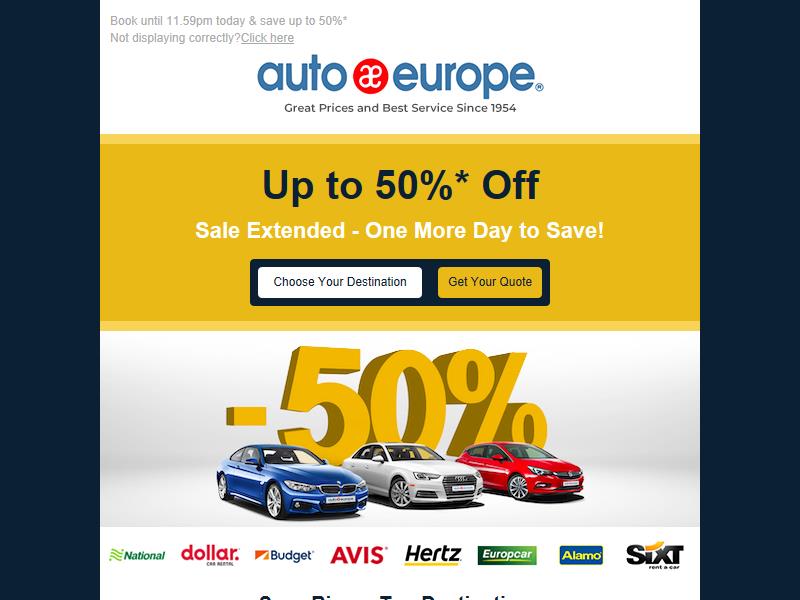 Book until 11.59pm today & save up to 50%*
Not displaying correctly?Click here
auto æ europe®
Great Prices and Best Service Since 1954
Up to 50%* Off
Sale Extended - One More Day to Save!
Choose Your Destination Get Your Quote
-50%
National dollar. CAR RENTAL Budget AVIS Hertz Europcar Alamo SIXT rent a car